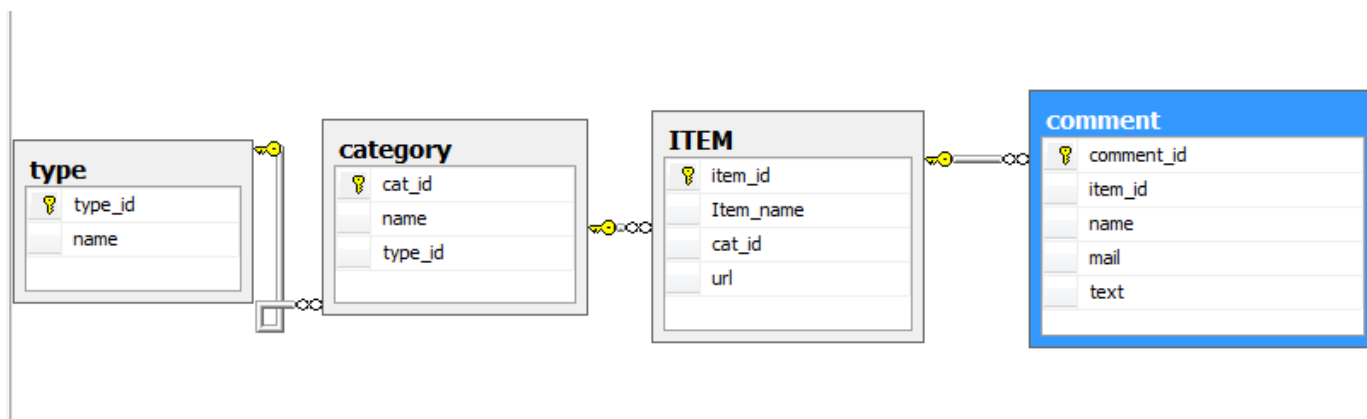 type
type_id
name
category
cat_id
name
type_id
ITEM
item_id
Item_name
cat_id
url
comment
comment_id
item_id
name
mail
text